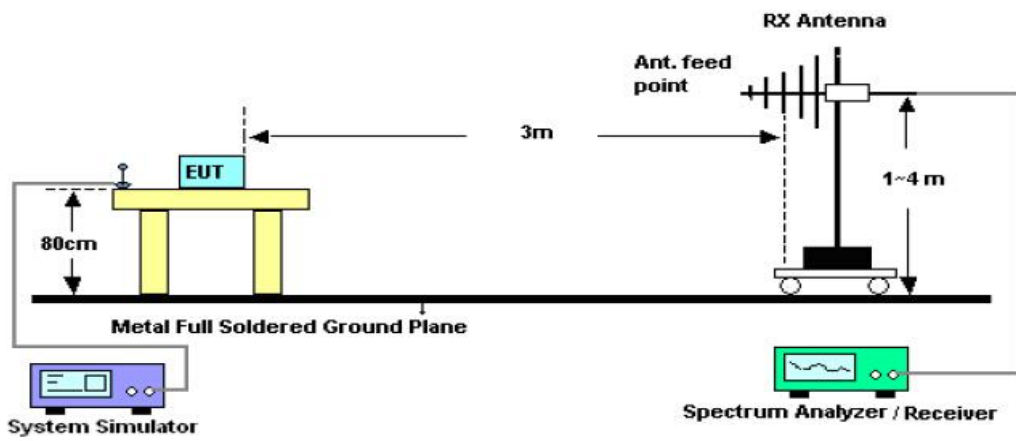 RX Antenna
Ant. feed
point
3m
EUT
1~4 m
80cm
Metal Full Soldered Ground Plane
System Simulator
Spectrum Analyzer / Receiver